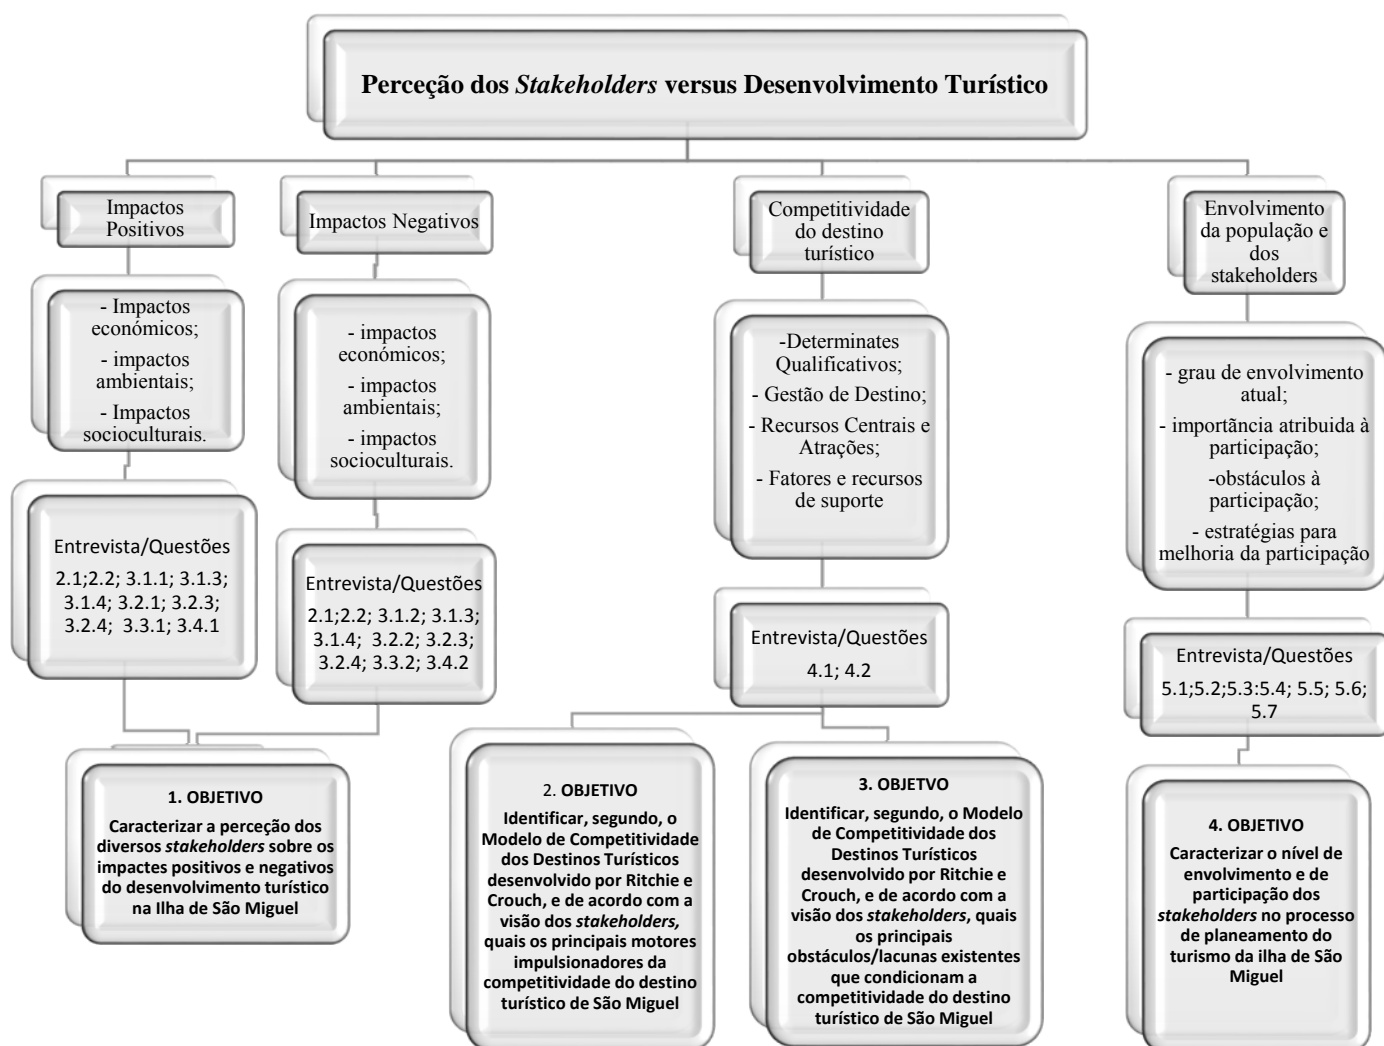 Perceção dos Stakeholders versus Desenvolvimento Turístico
Impactos
Positivos
Impactos Negativos
Competitividade
do destino
turístico
Envolvimento
da população e
dos
stakeholders
- Impactos
económicos;
- impactos
ambientais;
- Impactos
socioculturais.
- impactos
económicos;
- impactos
ambientais;
- impactos
socioculturais.
-Determinates
Qualificativos;
- Gestão de Destino;
- Recursos Centrais e
Atrações;
- Fatores e recursos
de suporte
- grau de envolvimento
atual;
- importância atribuida à
participação;
-obstáculos à
participação;
- estratégias para
melhoria da participação
Entrevista/Questões
2.1;2.2; 3.1.1; 3.1.3;
3.1.4; 3.2.1; 3.2.3;
3.2.4; 3.3.1; 3.4.1
Entrevista/Questões
2.1;2.2; 3.1.2; 3.1.3;
3.1.4; 3.2.2; 3.2.3;
3.2.4; 3.3.2; 3.4.2
Entrevista/Questões
4.1; 4.2
Entrevista/Questões
5.1;5.2;5.3:5.4; 5.5; 5.6;
5.7
1. OBJETIVO
Caracterizar a perceção dos
diversos stakeholders sobre os
impactes positivos e negativos
do desenvolvimento turístico
na Ilha de São Miguel
2. OBJETIVO
Identificar, segundo, o
Modelo de Competitividade
dos Destinos Turísticos
desenvolvido por Ritchie e
Crouch, e de acordo com a
visão dos stakeholders,
quais os principais motores
impulsionadores da
competitividade do destino
turístico de São Miguel
3. OBJETVO
Identificar, segundo, o Modelo
de Competitividade dos
Destinos Turísticos
desenvolvido por Ritchie e
Crouch, e de acordo com a
visão dos stakeholders, quais
os principais
obstáculos/lacunas existentes
que condicionam a
competitividade do destino
turístico de São Miguel
4. OBJETIVO
Caracterizar o nível de
envolvimento e de
participação dos
stakeholders no processo
de planeamento do
turismo da ilha de São
Miguel